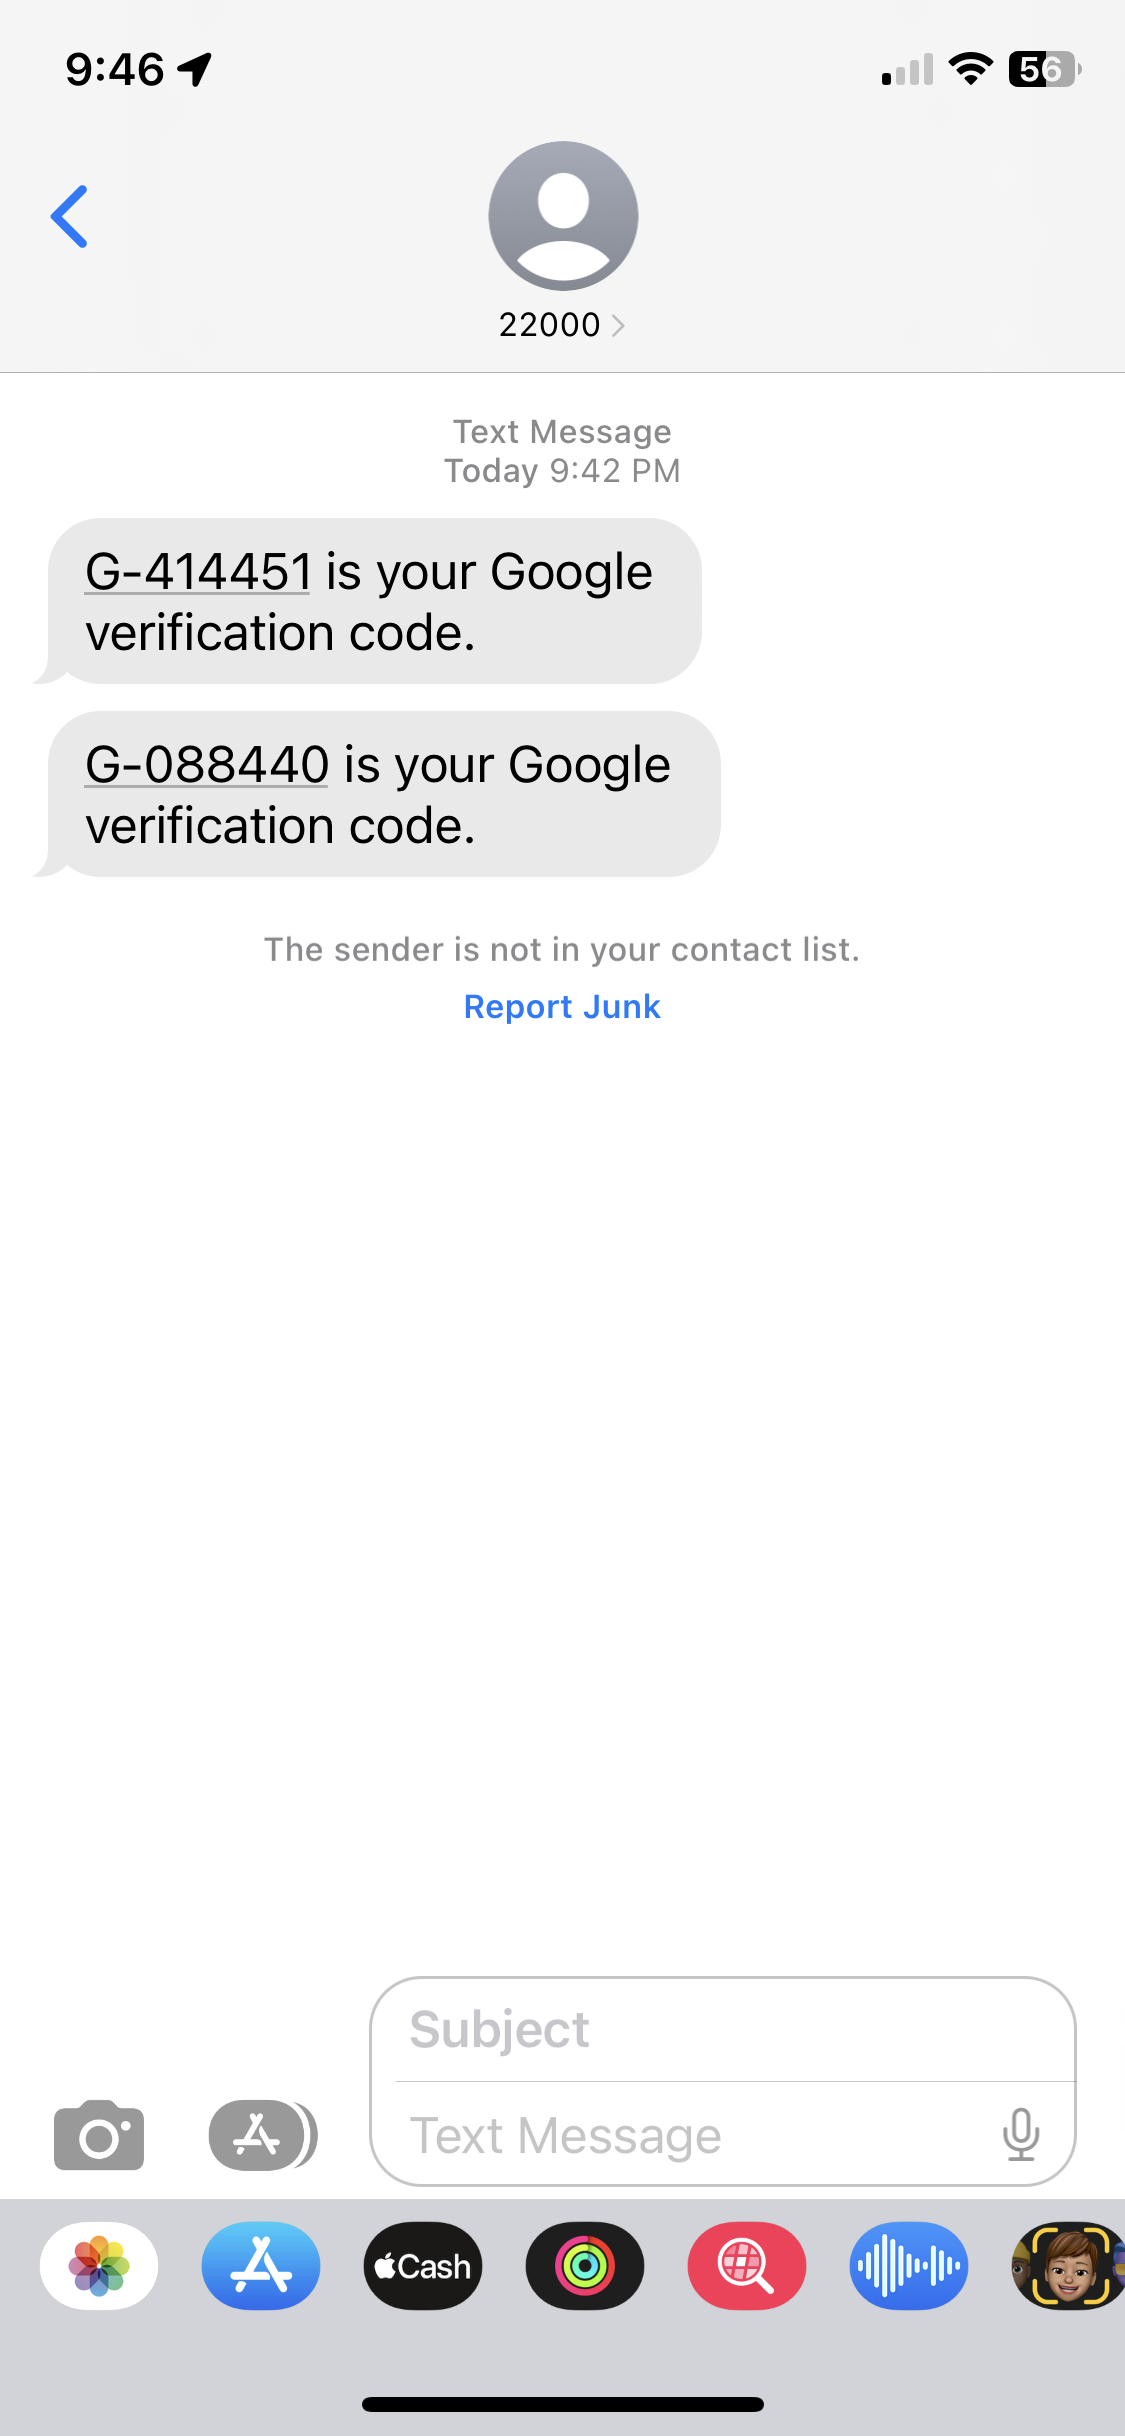 9:46
56
22000
Text Message
Today 9:42 PM
G-414451 is your Google
verification code.
G-088440 is your Google
verification code.
The sender is not in your contact list.
Report Junk
Subject
Text Message
Cash